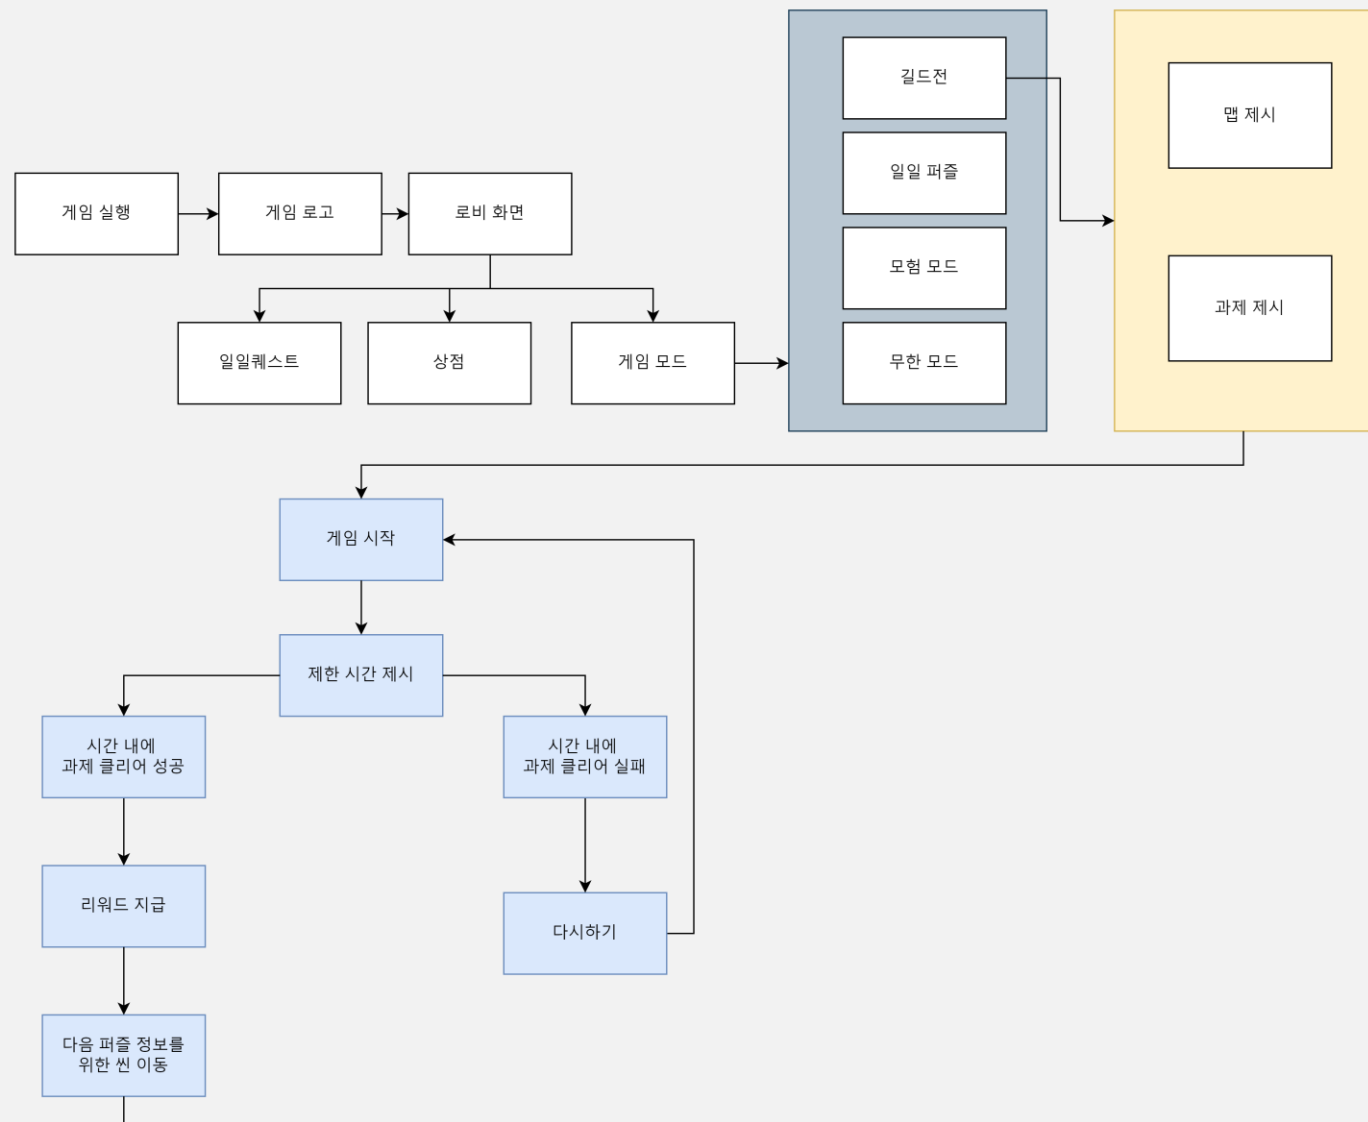 길드전
맵 제시
일일 퍼즐
게임 실행
게임 로고
로비 화면
모험 모드
과제 제시
일일퀘스트
상점
게임 모드
무한 모드
게임 시작
제한 시간 제시
시간 내에
과제 클리어 성공
시간 내에
과제 클리어 실패
리워드 지급
다시하기
다음 퍼즐 정보를
위한 씬 이동